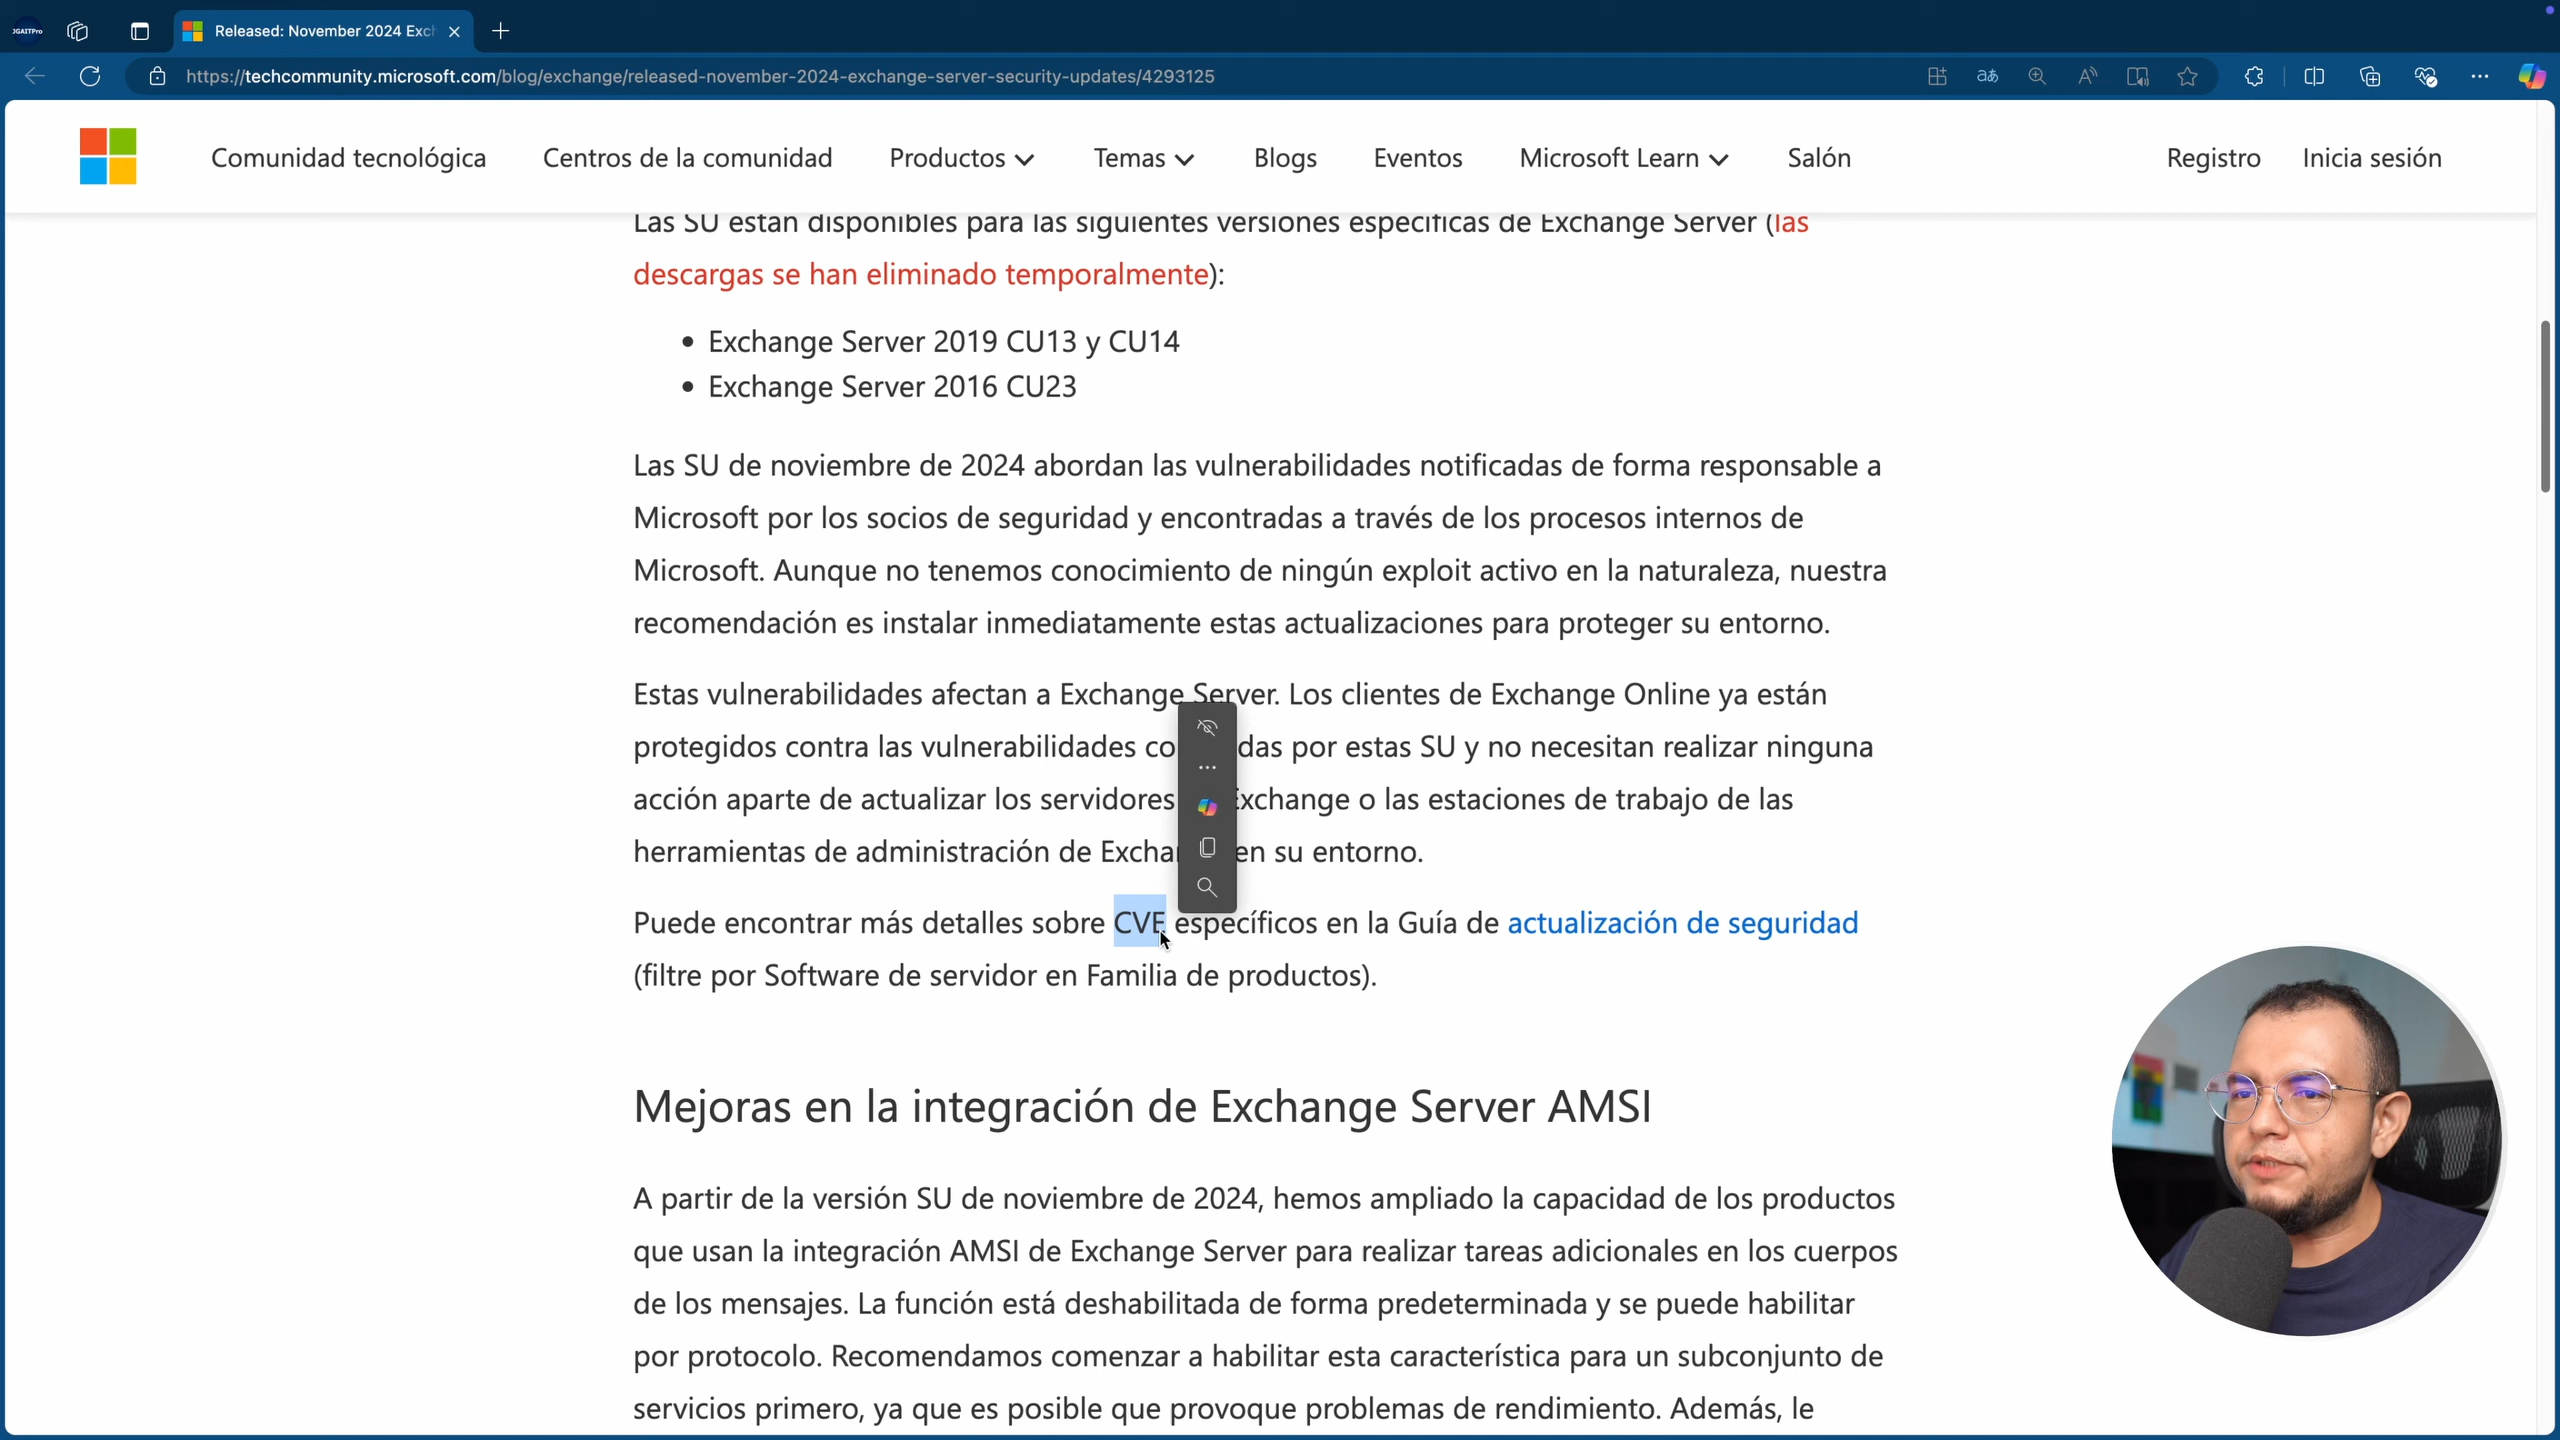 JGAITPro
Released: November 2024 Exch
https://techcommunity.microsoft.com/blog/exchange/released-november-2024-exchange-server-security-updates/4293125
Comunidad tecnológica Centros de la comunidad Productos Temas Blogs Eventos Microsoft Learn Salón Registro Inicia sesión
Las SU están disponibles para las siguientes versiones específicas de Exchange Server (las
descargas se han eliminado temporalmente):
• Exchange Server 2019 CU13 y CU14
• Exchange Server 2016 CU23
Las SU de noviembre de 2024 abordan las vulnerabilidades notificadas de forma responsable a
Microsoft por los socios de seguridad y encontradas a través de los procesos internos de
Microsoft. Aunque no tenemos conocimiento de ningún exploit activo en la naturaleza, nuestra
recomendación es instalar inmediatamente estas actualizaciones para proteger su entorno.
Estas vulnerabilidades afectan a Exchange Server. Los clientes de Exchange Online ya están
protegidos contra las vulnerabilidades co das por estas SU y no necesitan realizar ninguna
acción aparte de actualizar los servidores Exchange o las estaciones de trabajo de las
herramientas de administración de Excha en su entorno.
Puede encontrar más detalles sobre CVE específicos en la Guía de actualización de seguridad
(filtre por Software de servidor en Familia de productos).
Mejoras en la integración de Exchange Server AMSI
A partir de la versión SU de noviembre de 2024, hemos ampliado la capacidad de los productos
que usan la integración AMSI de Exchange Server para realizar tareas adicionales en los cuerpos
de los mensajes. La función está deshabilitada de forma predeterminada y se puede habilitar
por protocolo. Recomendamos comenzar a habilitar esta característica para un subconjunto de
servicios primero, ya que es posible que provoque problemas de rendimiento. Además, le